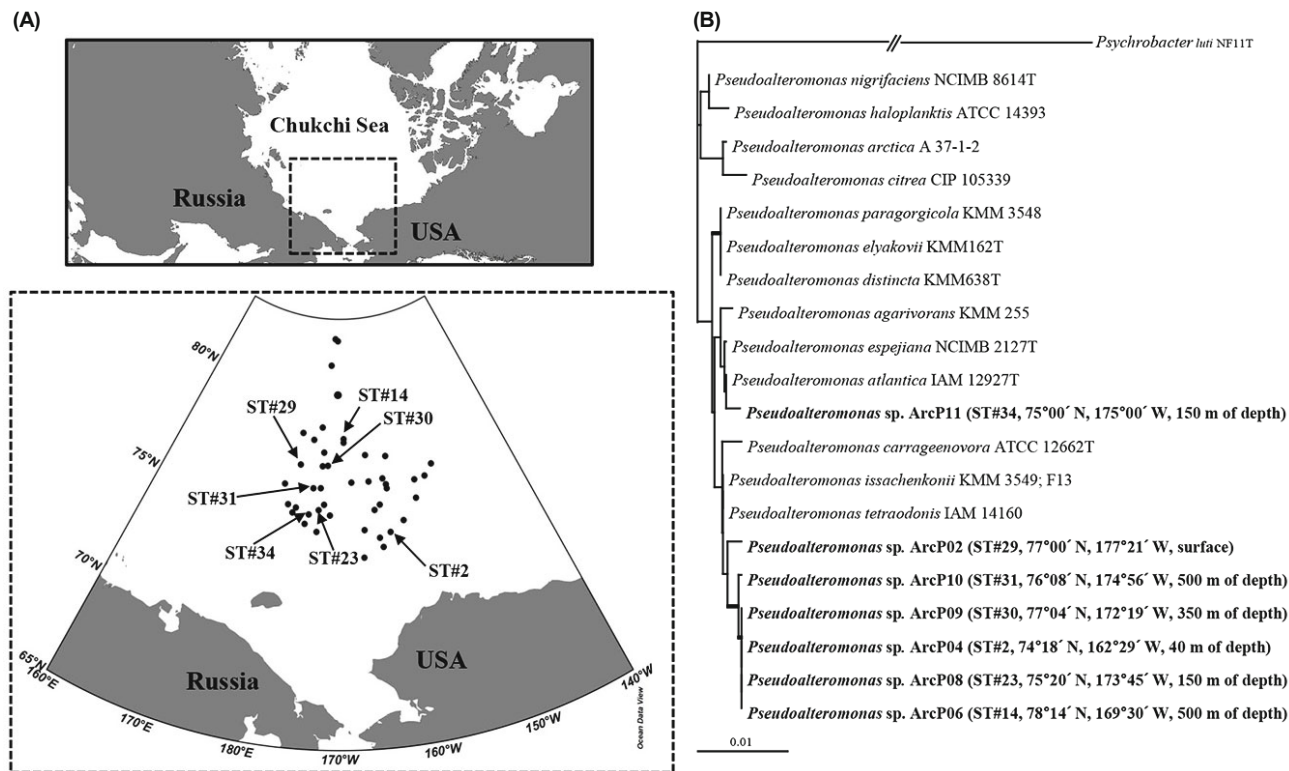 (A)
Chukchi Sea
Russia
USA
80°N
75°N
70°N
65°N
160°E
170°E
180°E
170°W
160°W
150°W
140°W
ST#14
ST#29
ST#30
ST#31
ST#34
ST#23
ST#2
USA
Russia
Ocean Data View
(B)
Psychrobacter luti NF11T
Pseudoalteromonas nigrifaciens NCIMB 8614T
Pseudoalteromonas haloplanktis ATCC 14393
Pseudoalteromonas arctica A 37-1-2
Pseudoalteromonas citrea CIP 105339
Pseudoalteromonas paragorgicola KMM 3548
Pseudoalteromonas elyakovii KMM162T
Pseudoalteromonas distincta KMM638T
Pseudoalteromonas agarivorans KMM 255
Pseudoalteromonas espejiana NCIMB 2127T
Pseudoalteromonas atlantica IAM 12927T
Pseudoalteromonas sp. ArcP11 (ST#34, 75°00´ N, 175°00´ W, 150 m of depth)
Pseudoalteromonas carrageenovora ATCC 12662T
Pseudoalteromonas issachenkonii KMM 3549; F13
Pseudoalteromonas tetraodonis IAM 14160
Pseudoalteromonas sp. ArcP02 (ST#29, 77°00´ N, 177°21´ W, surface)
Pseudoalteromonas sp. ArcP10 (ST#31, 76°08´ N, 174°56´ W, 500 m of depth)
Pseudoalteromonas sp. ArcP09 (ST#30, 77°04´ N, 172°19´ W, 350 m of depth)
Pseudoalteromonas sp. ArcP04 (ST#2, 74°18´ N, 162°29´ W, 40 m of depth)
Pseudoalteromonas sp. ArcP08 (ST#23, 75°20´ N, 173°45´ W, 150 m of depth)
Pseudoalteromonas sp. ArcP06 (ST#14, 78°14´ N, 169°30´ W, 500 m of depth)
0.01